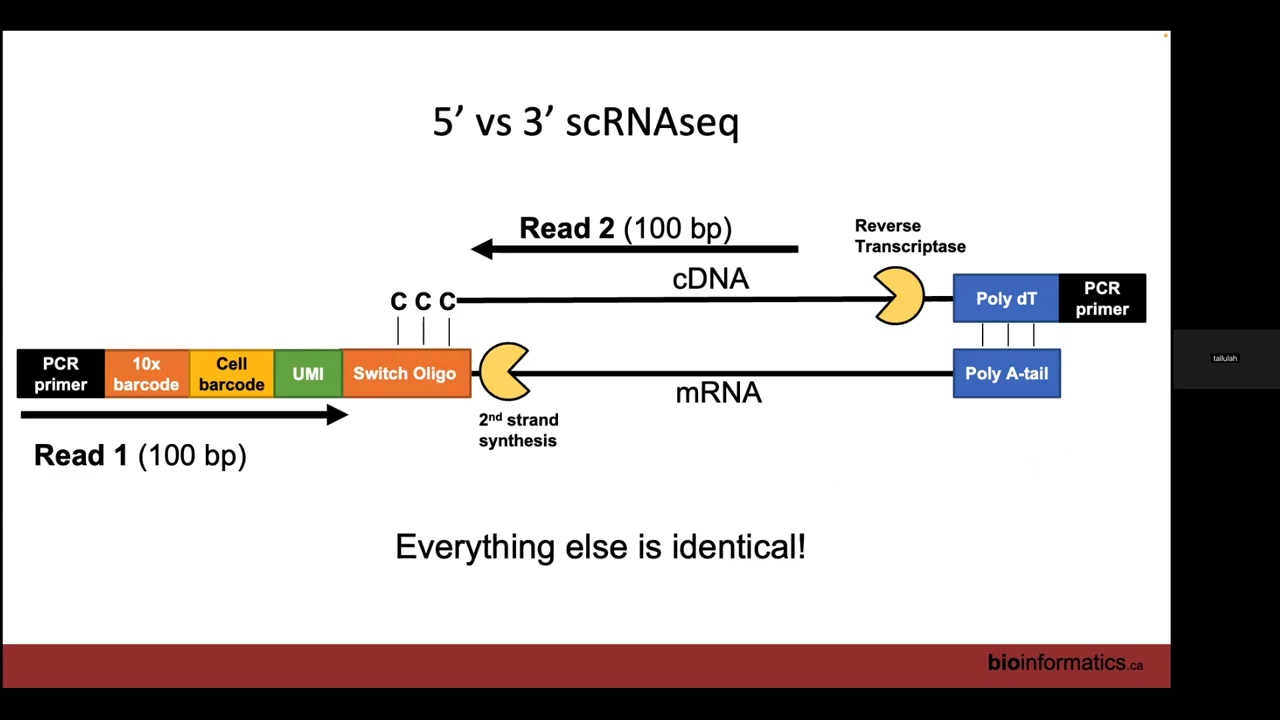 5’ vs 3’ scRNAseq
Read 2 (100 bp)
Reverse
Transcriptase
cDNA
C C C
Poly dT
PCR
primer
PCR
primer
10x
barcode
Cell
barcode
UMI
Switch Oligo
mRNA
Poly A-tail
2nd strand
synthesis
Read 1 (100 bp)
Everything else is identical!
bioinformatics.ca
tallulah